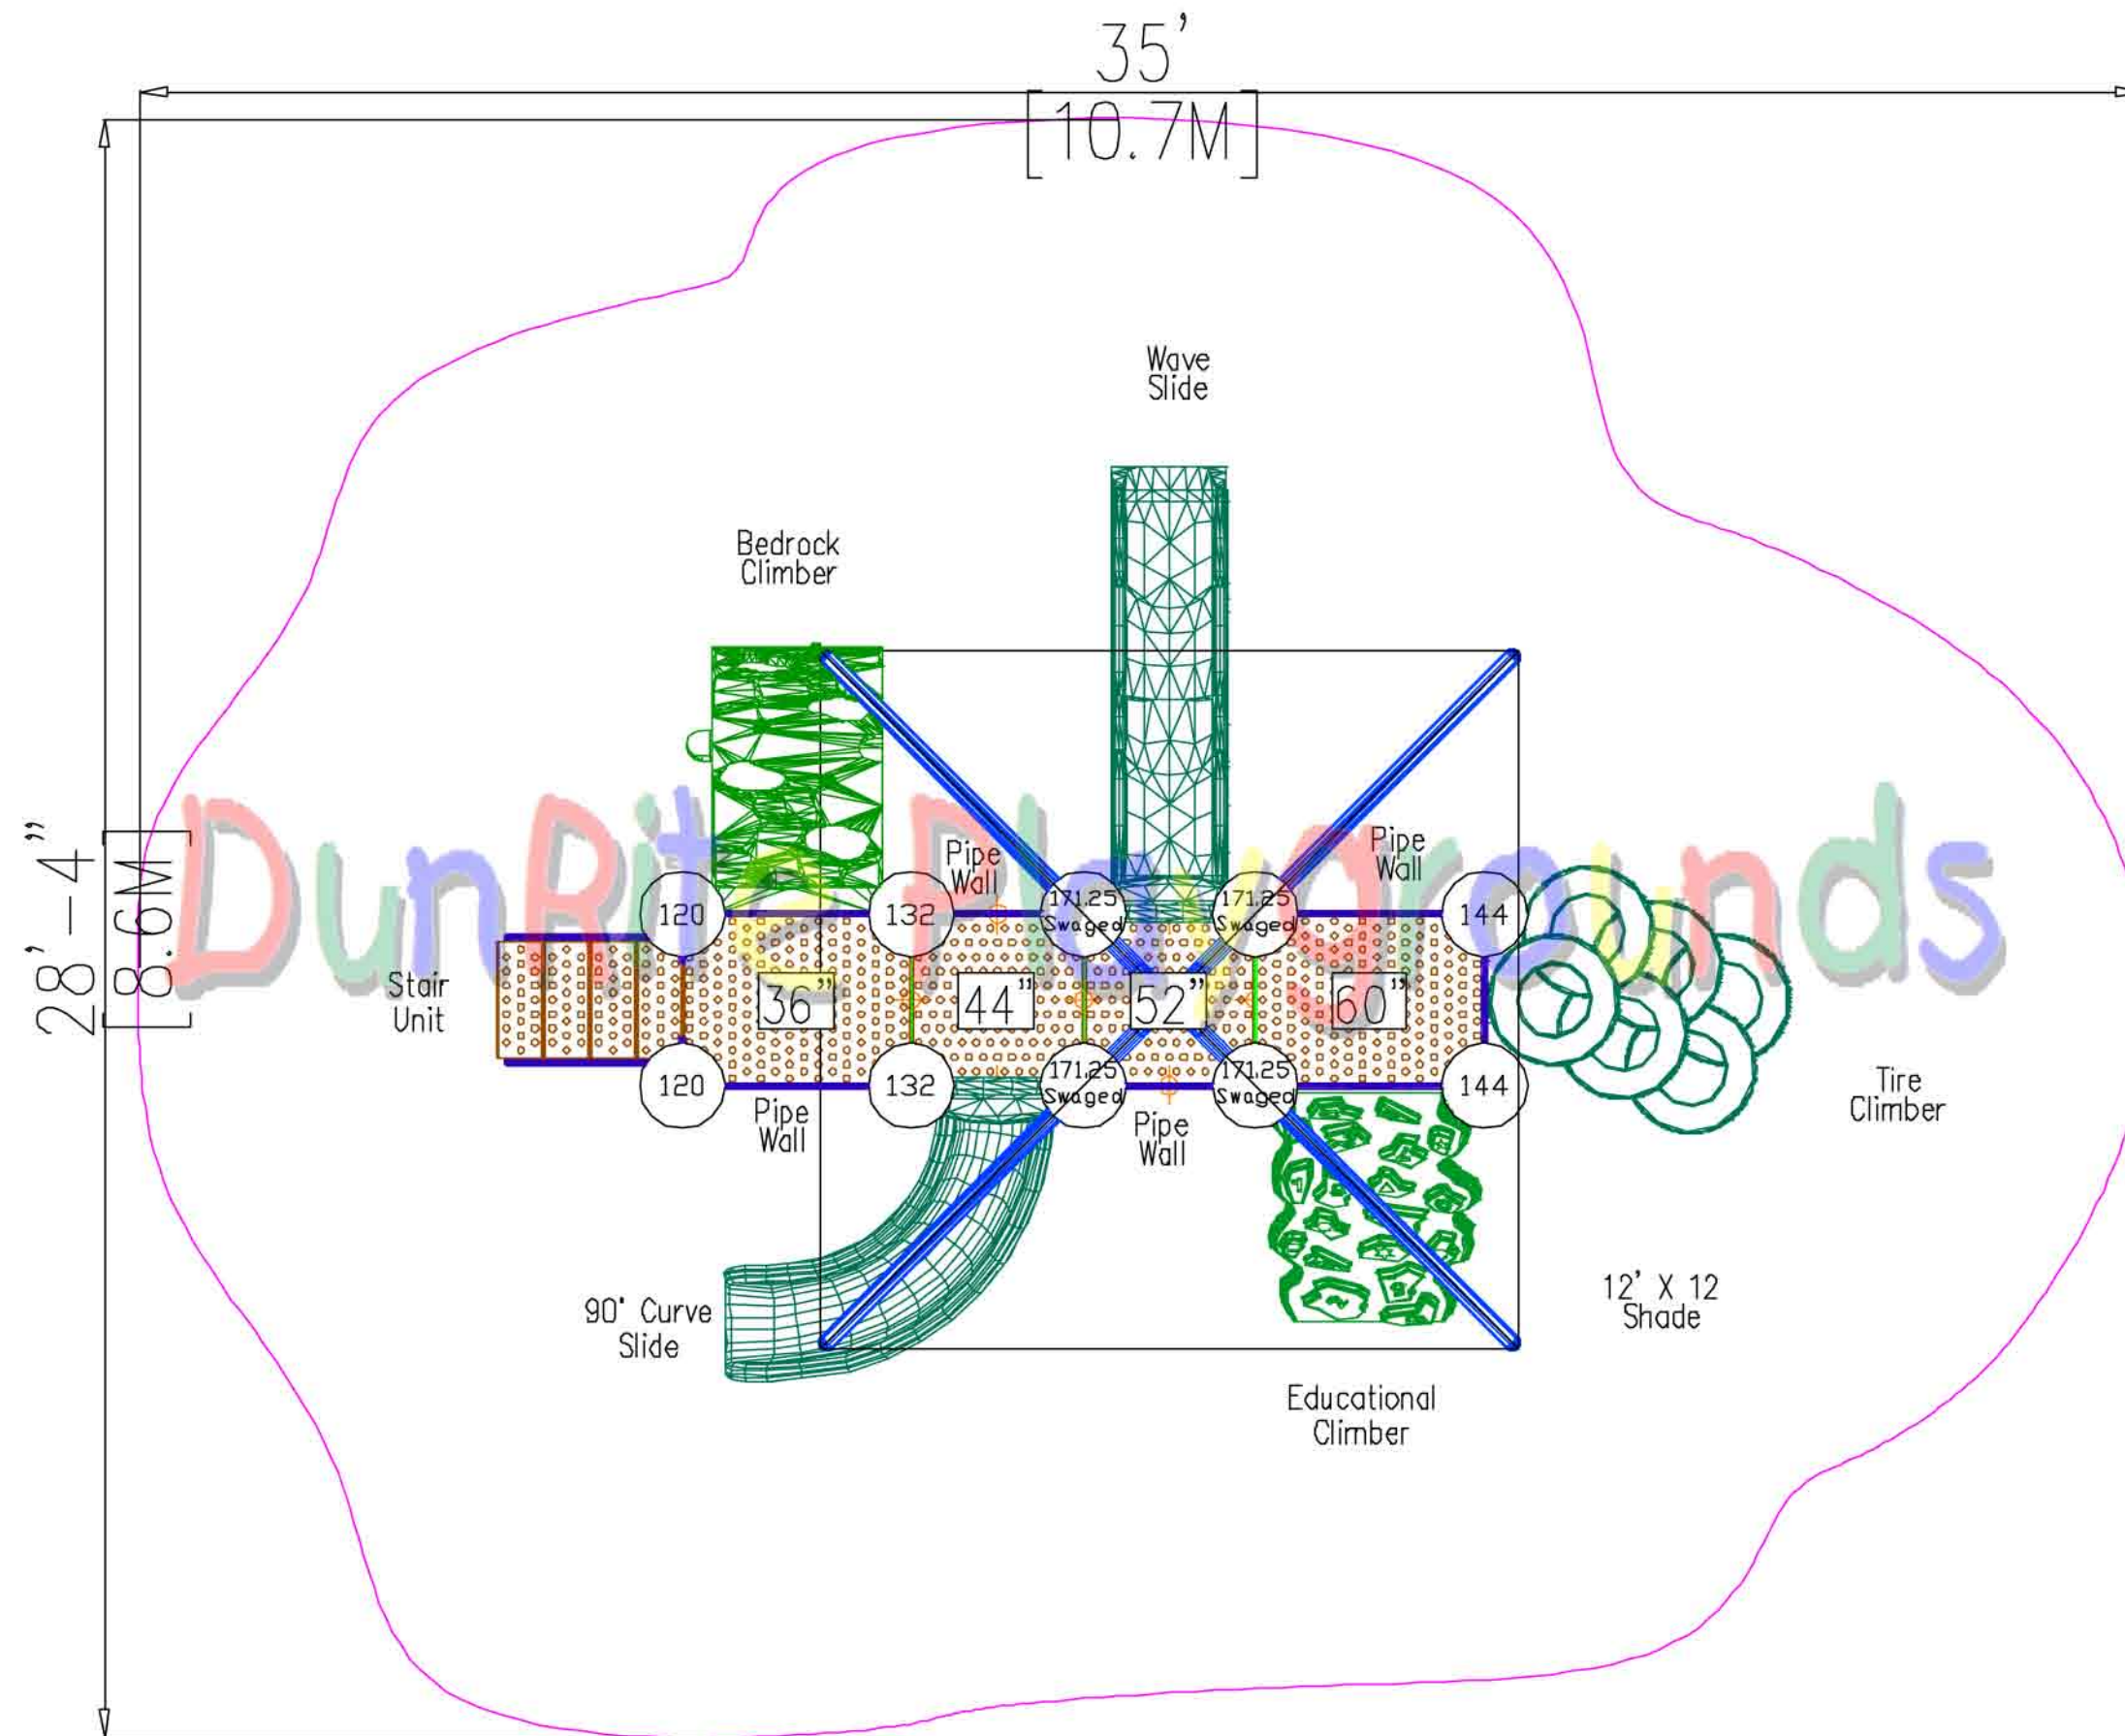 35'
[10.7M]
Wave
Slide
Bedrock
Climber
28'-4"
8.6M
DunRite Playgrounds
Pipe
Wall
Pipe
Wall
120
132
171.25
Swaged
171.25
Swaged
144
Stair
Unit
36"
44"
52"
60"
120
132
171.25
Swaged
171.25
Swaged
144
Tire
Climber
Pipe
Wall
Pipe
Wall
90° Curve
Slide
12' X 12
Shade
Educational
Climber